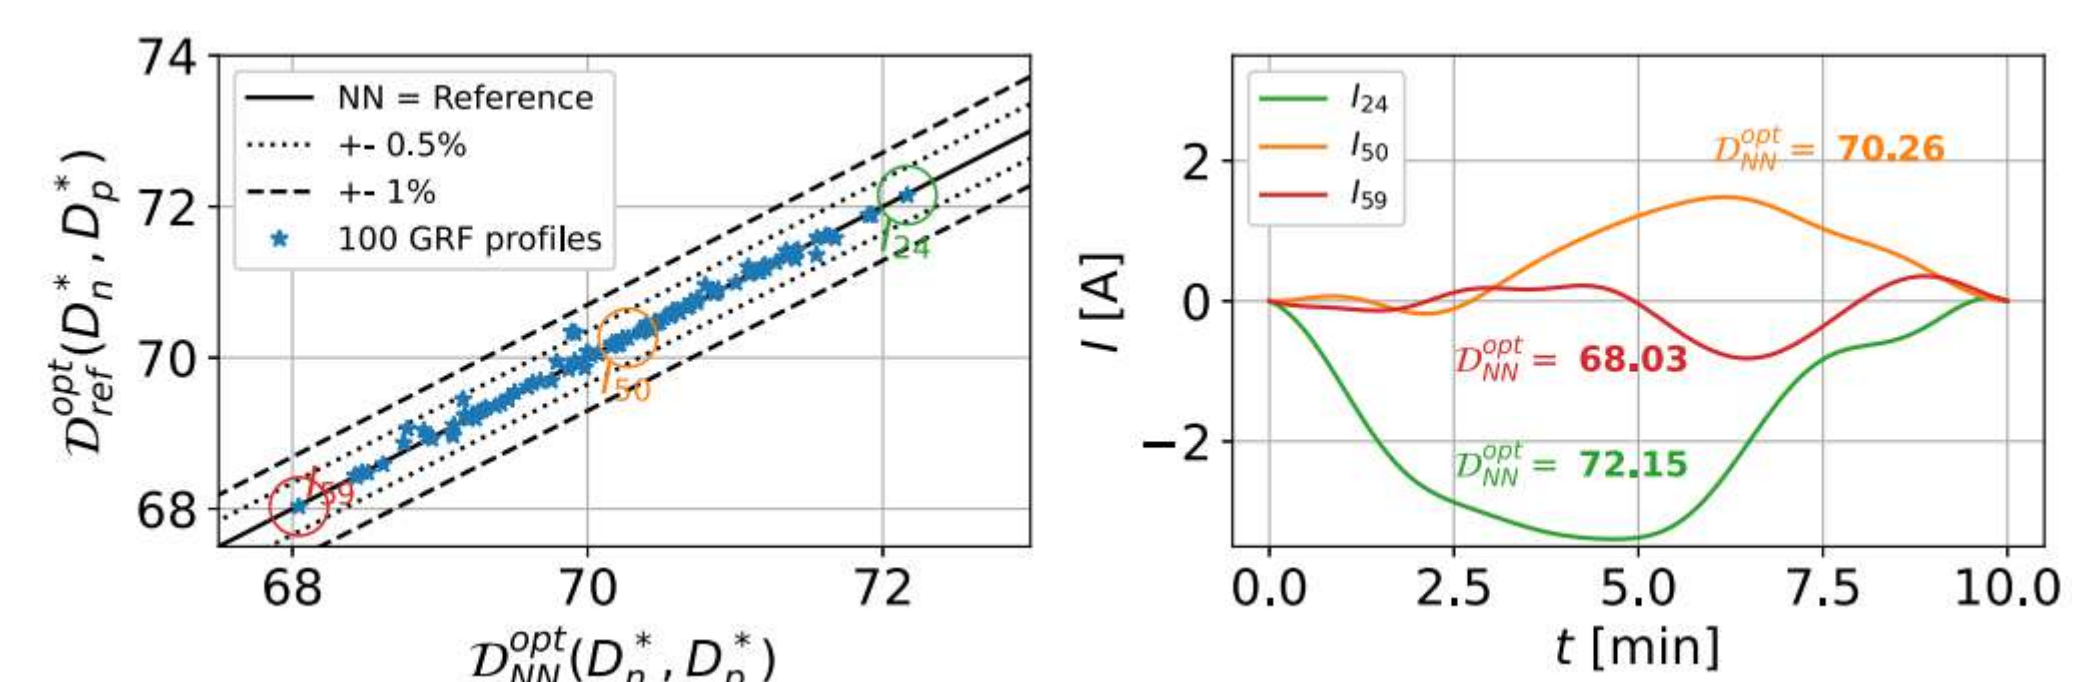 74
72
70
68
68
70
72
NN = Reference
+- 0.5%
+- 1%
100 GRF profiles
I₂₄
I₅₀
I₅₉
𝒟_ref^opt(D_n^*, D_p^*)
𝒟_NN^opt(D_n^*, D_p^*)
2
0
−2
0.0
2.5
5.0
7.5
10.0
I₂₄
I₅₀
I₅₉
𝒟_NN^opt = 70.26
𝒟_NN^opt = 68.03
𝒟_NN^opt = 72.15
I [A]
t [min]